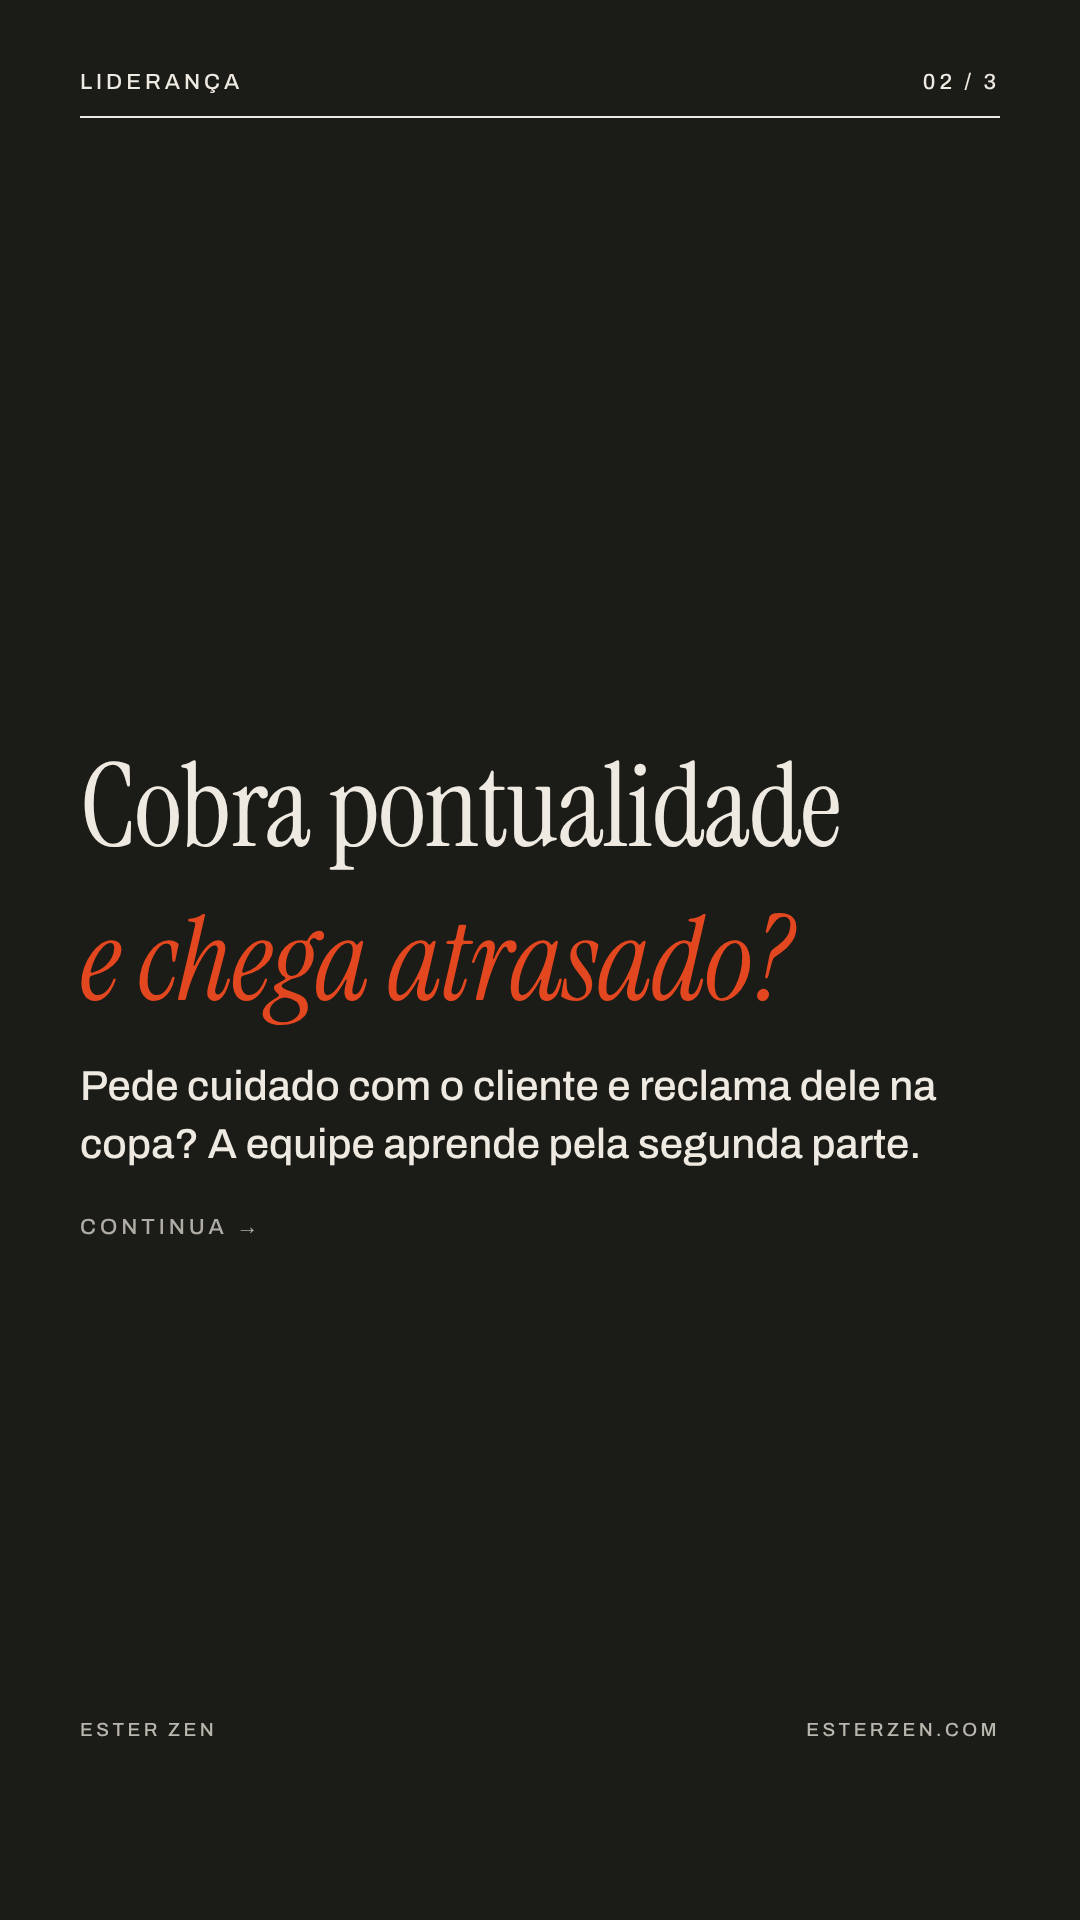 LIDERANÇA
02 / 3
Cobra pontualidade
e chega atrasado?
Pede cuidado com o cliente e reclama dele na
copa? A equipe aprende pela segunda parte.
CONTINUA →
ESTER ZEN
ESTERZEN.COM